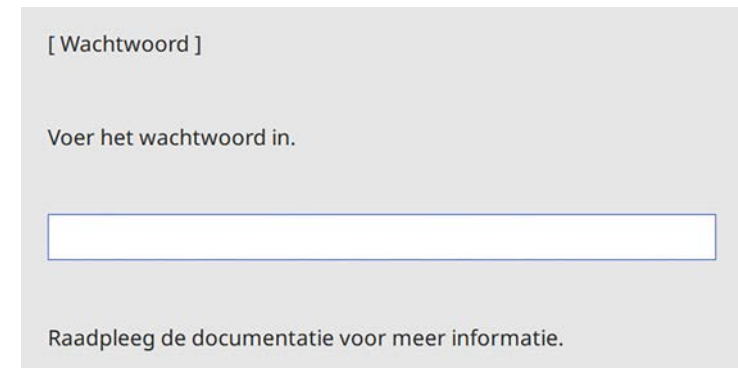 [ Wachtwoord ]
Voer het wachtwoord in.
Raadpleeg de documentatie voor meer informatie.